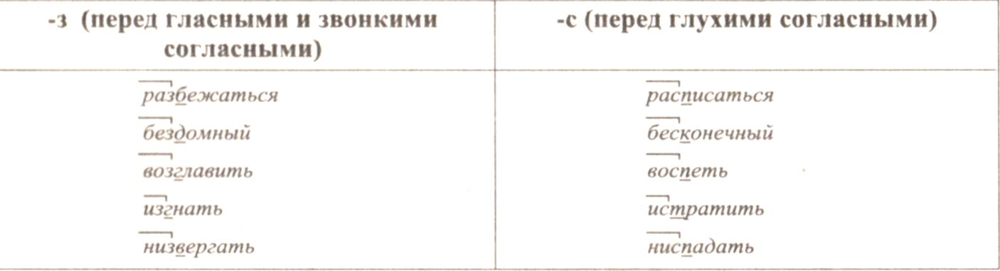 -з (перед гласными и звонкими
согласными)
-с (перед глухими согласными)
разбежаться
бездомный
возглавить
изгнать
низвергать
расписаться
бесконечный
воспеть
истратить
ниспадать